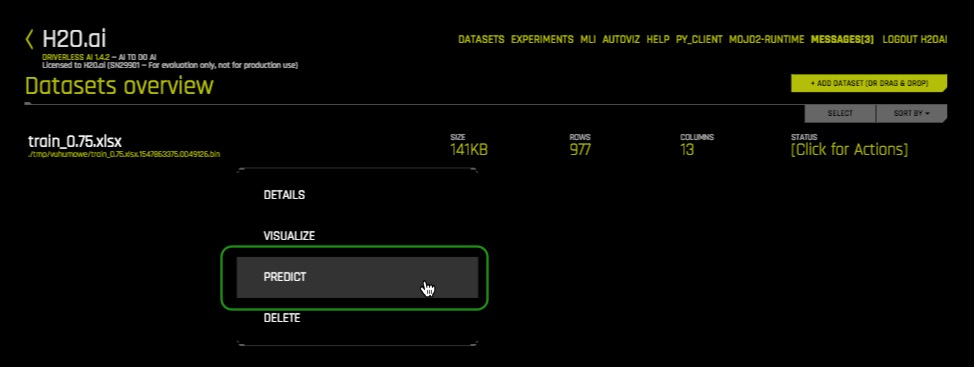 H2O.ai
DRIVERLESS AI 1.4.2 — AI TO DO AI
Licensed to H2O.ai (SN29901 — For evaluation only, not for production use)
DATASETS EXPERIMENTS MLI AUTOVIZ HELP PY_CLIENT MOJO2-RUNTIME MESSAGES[3] LOGOUT H2OAI
Datasets overview
+ ADD DATASET (OR DRAG & DROP)
SELECT SORT BY
train_0.75.xlsx
./tmp/vuhumowe/train_0.75.xlsx.1547863375.0049126.bin
SIZE ROWS COLUMNS STATUS
141KB 977 13 [Click for Actions]
DETAILS
VISUALIZE
PREDICT
DELETE